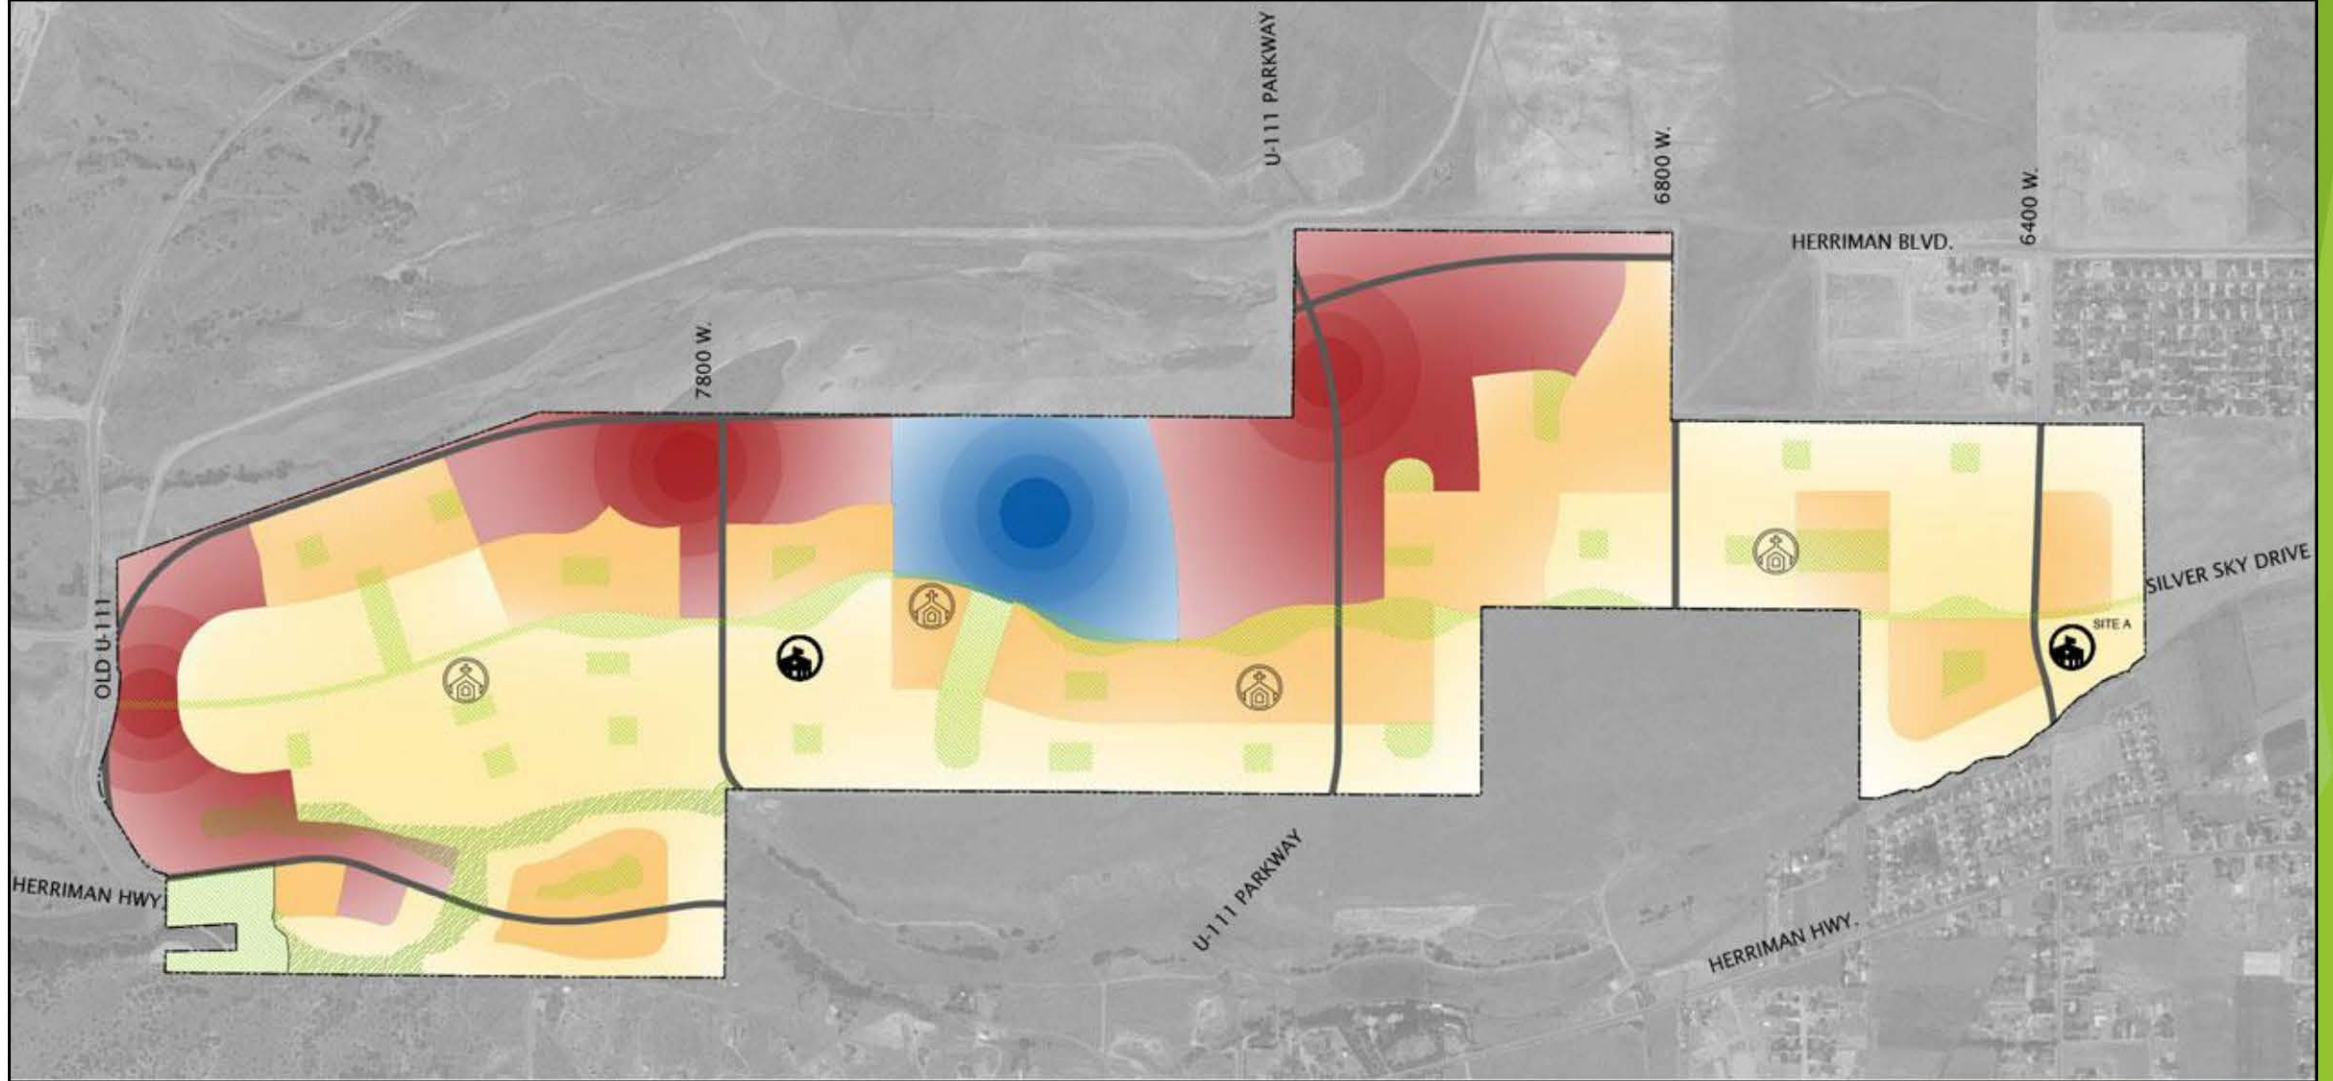 U-111 PARKWAY
6800 W.
6400 W.
HERRIMAN BLVD.
7800 W.
SILVER SKY DRIVE
OLD U-111
SITE A
HERRIMAN HWY
U-111 PARKWAY
HERRIMAN HWY.